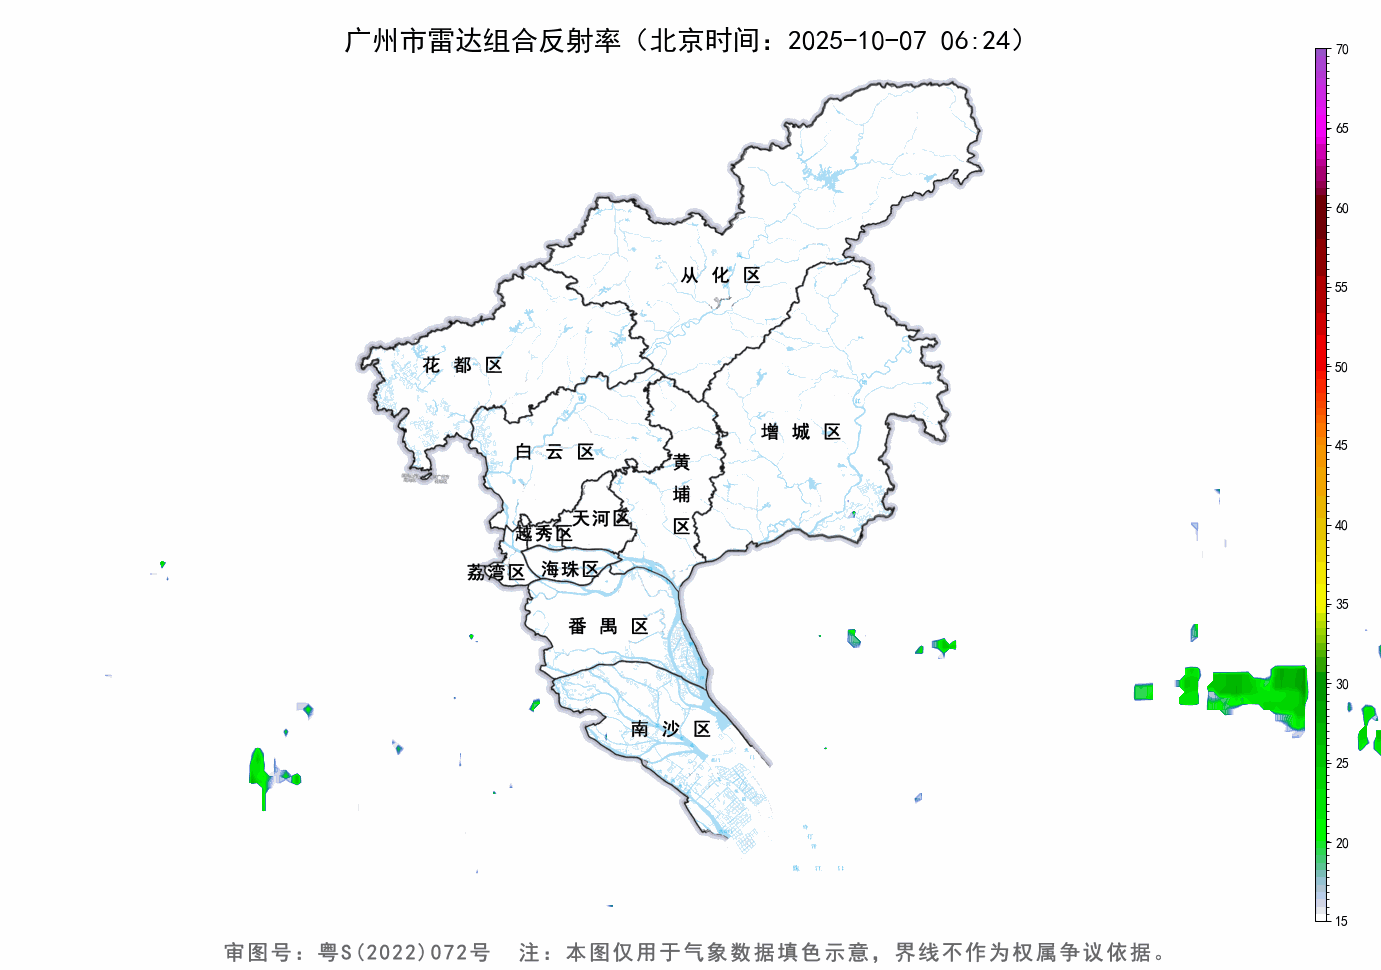 广州市雷达组合反射率（北京时间：2025-10-07 06:24）
70
65
60
55
50
45
40
35
30
25
20
15
从化区
花都区
增城区
白云区
黄埔区
天河区
越秀区
海珠区
荔湾区
番禺区
南沙区
审图号：粤S(2022)072号 注：本图仅用于气象数据填色示意，界线不作为权属争议依据。